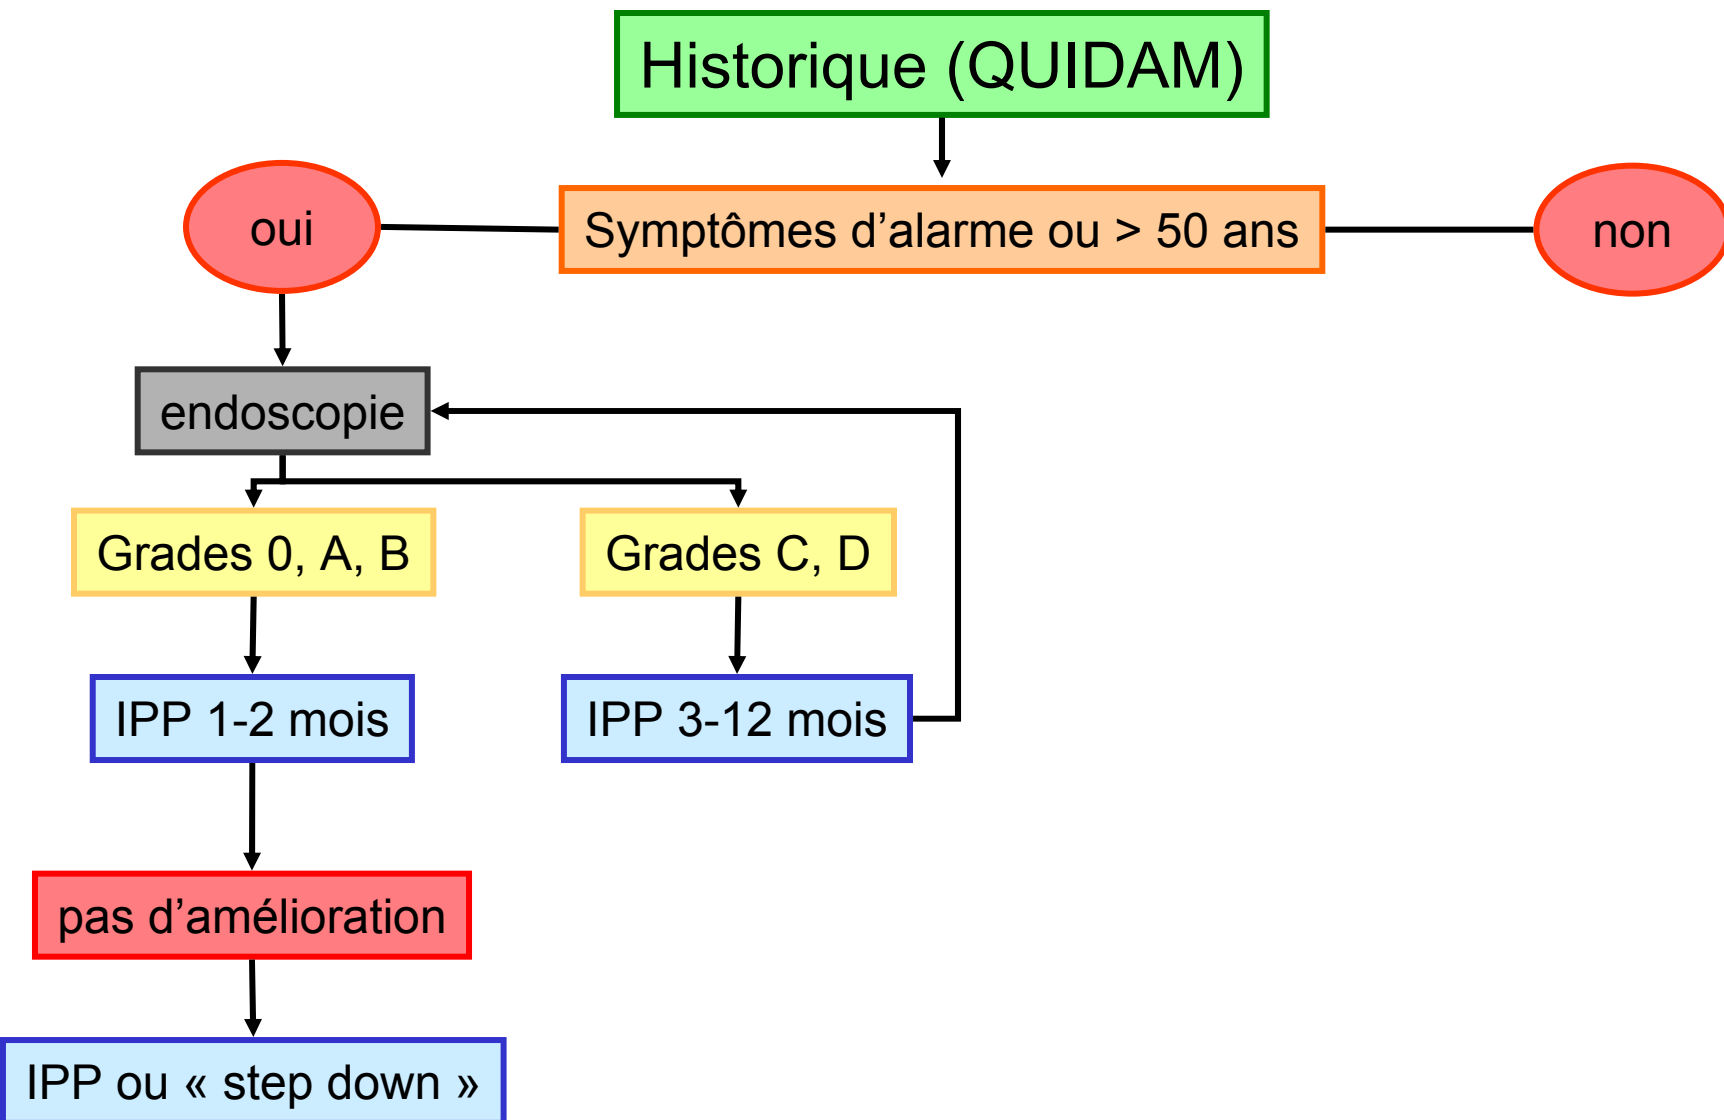 Historique (QUIDAM)
oui
Symptômes d’alarme ou > 50 ans
non
endoscopie
Grades 0, A, B
Grades C, D
IPP 1-2 mois
IPP 3-12 mois
pas d’amélioration
IPP ou « step down »